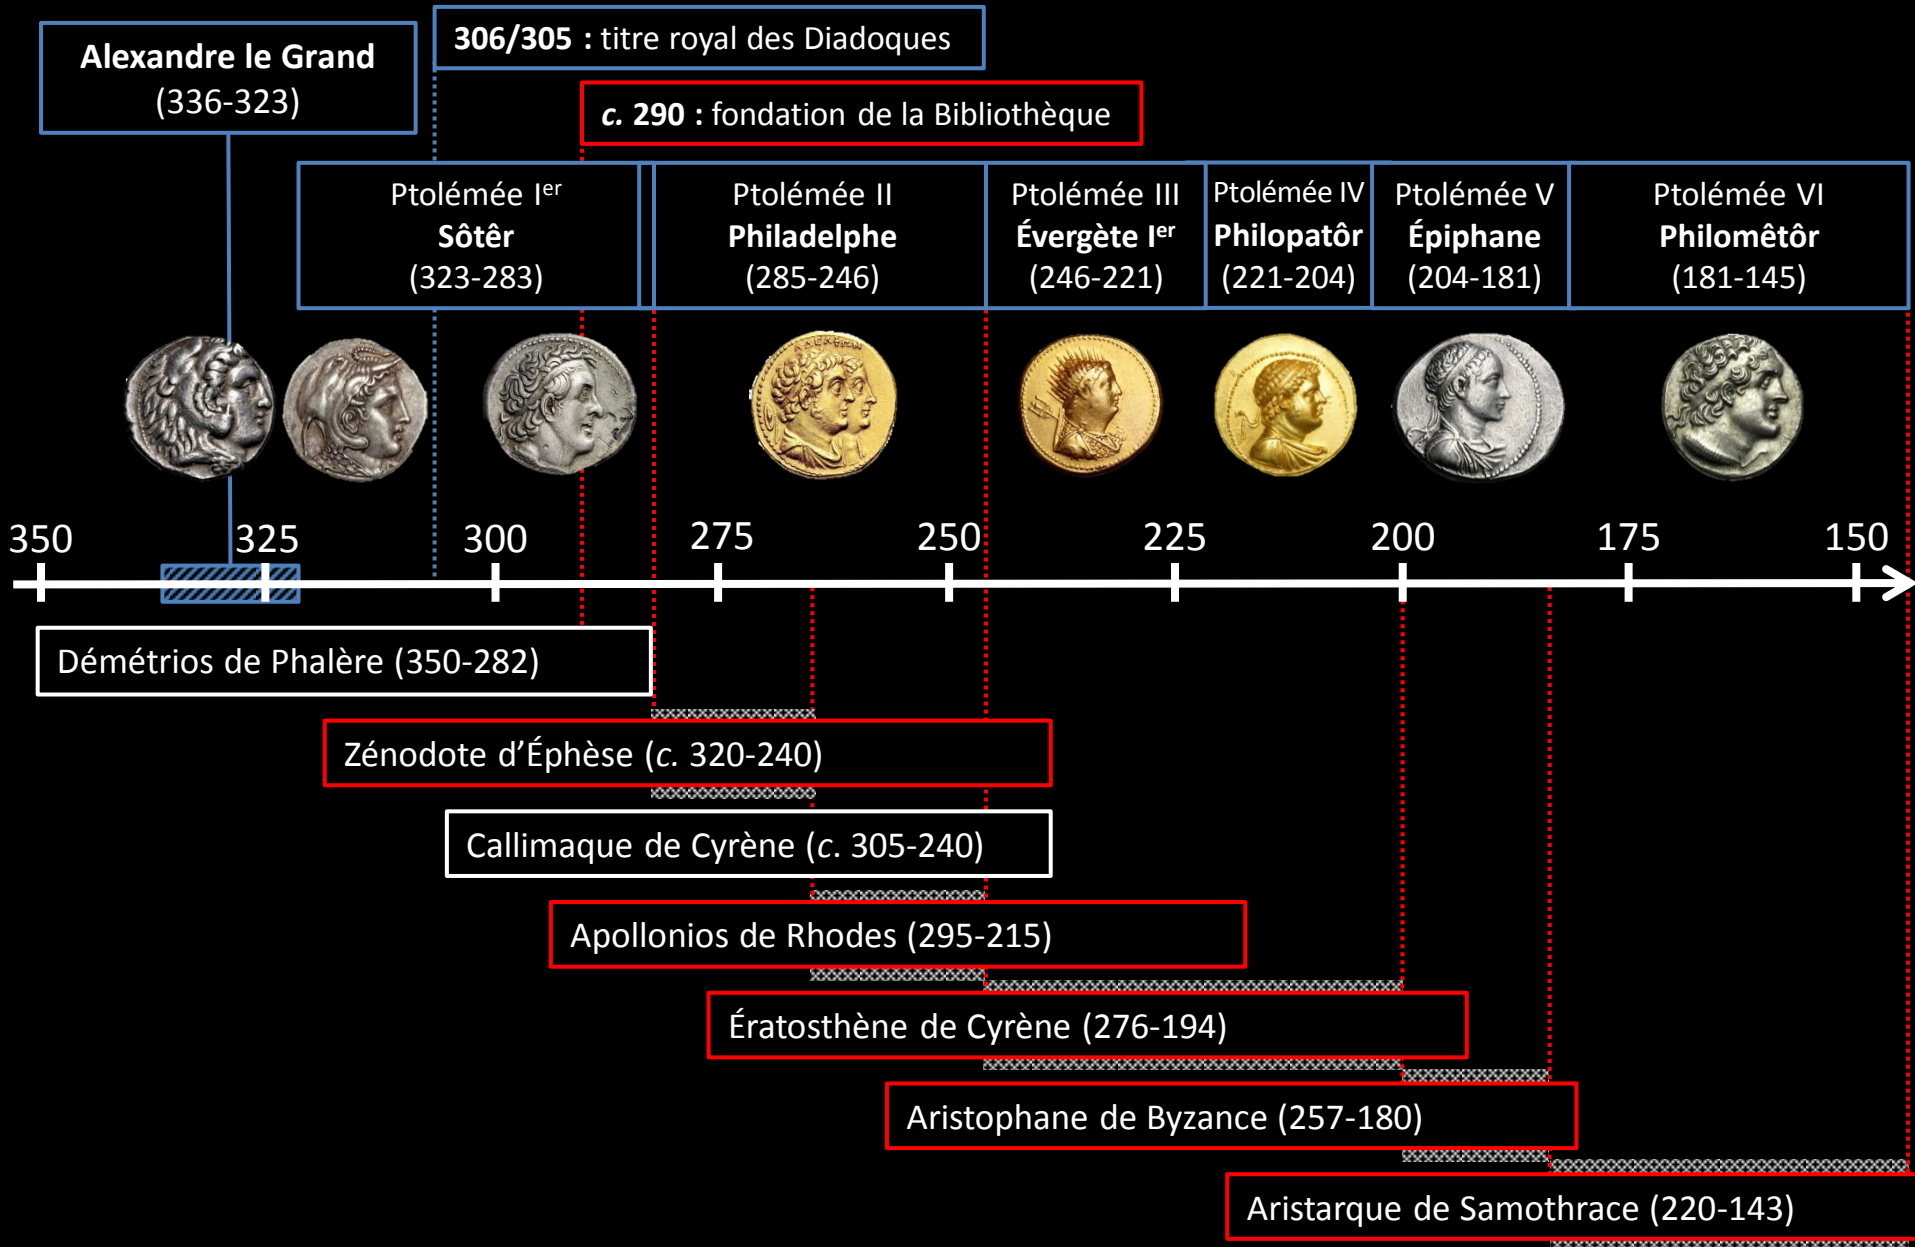 Alexandre le Grand
(336-323)
306/305 : titre royal des Diadoques
c. 290 : fondation de la Bibliothèque
Ptolémée Ier
Sôtêr
(323-283)
Ptolémée II
Philadelphe
(285-246)
Ptolémée III
Évergète Ier
(246-221)
Ptolémée IV
Philopatôr
(221-204)
Ptolémée V
Épiphane
(204-181)
Ptolémée VI
Philomêtôr
(181-145)
350 325 300 275 250 225 200 175 150
Démétrios de Phalère (350-282)
Zénodote d’Éphèse (c. 320-240)
Callimaque de Cyrène (c. 305-240)
Apollonios de Rhodes (295-215)
Ératosthène de Cyrène (276-194)
Aristophane de Byzance (257-180)
Aristarque de Samothrace (220-143)